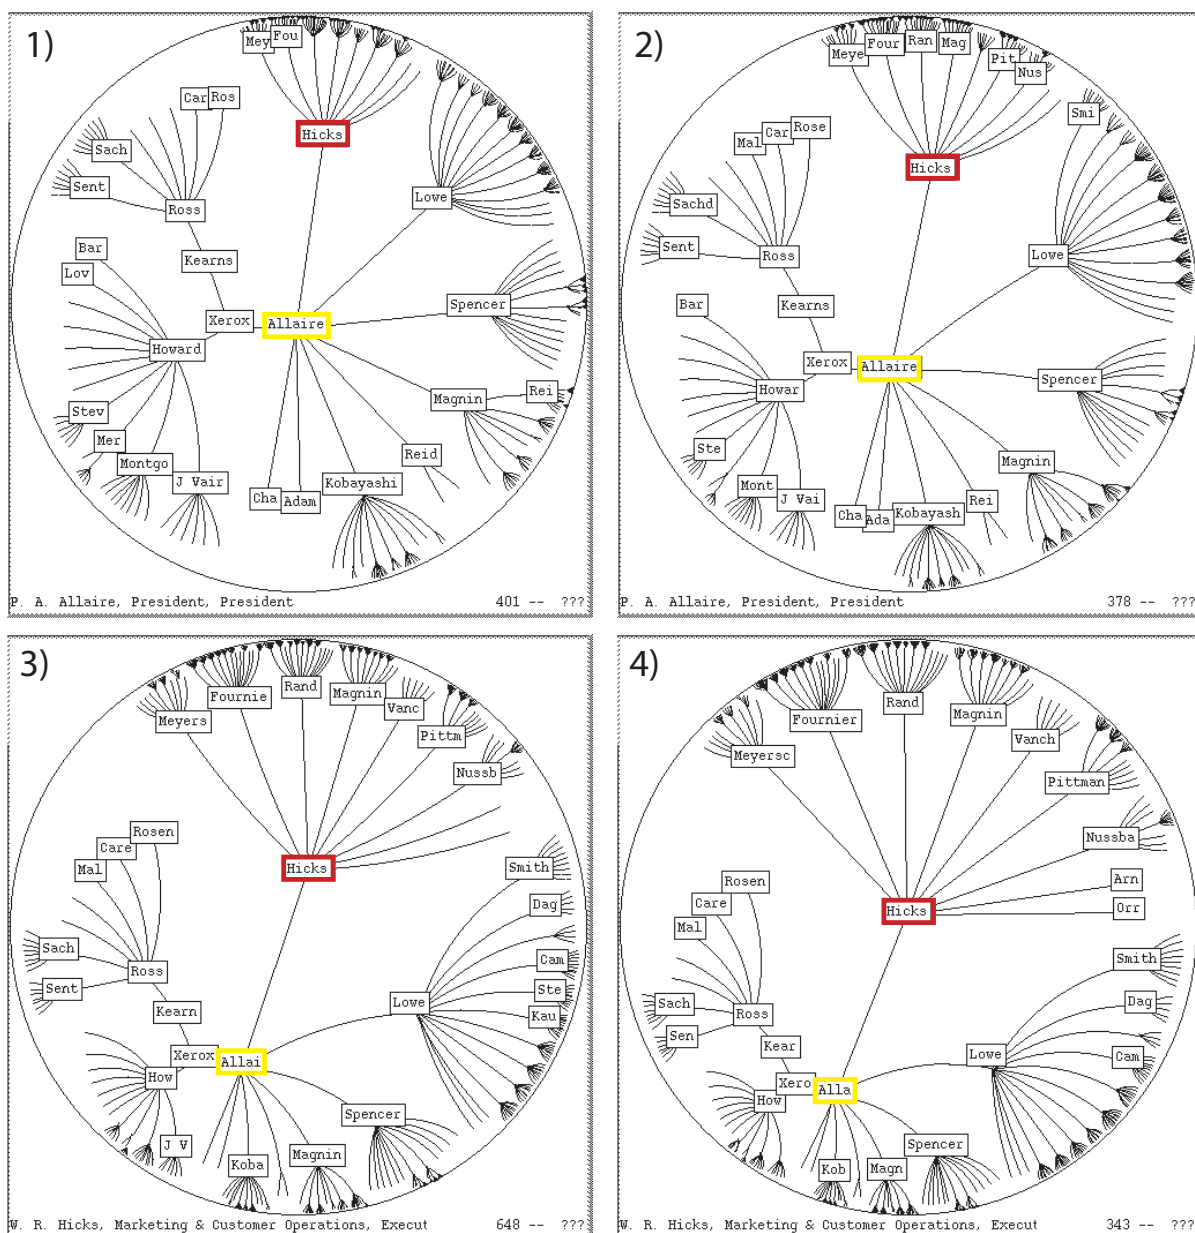 1)
Mey
Fou
Hicks
Car
Ros
Sach
Sent
Ross
Lowe
Bar
Lov
Kearns
Xerox
Allaire
Spencer
Howard
Magnin
Rei
Stev
Mer
Montgo
J Vair
Reid
Cha
Adam
Kobayashi
P. A. Allaire, President, President 401 -- ???
2)
Meye
Four
Ran
Mag
Pit
Nus
Smi
Hicks
Mal
Car
Rose
Sachd
Sent
Ross
Lowe
Bar
Kearns
Xerox
Allaire
Spencer
Howar
Magnin
Ste
Mont
J Vai
Rei
Cha
Ada
Kobayash
P. A. Allaire, President, President 378 -- ???
3)
Meyers
Fournie
Rand
Magnin
Vanc
Pittm
Nussb
Hicks
Smith
Rosen
Care
Mal
Dag
Sach
Sent
Ross
Cam
Ste
Kau
Lowe
Kearn
Xerox
Allai
How
Spencer
J V
Koba
Magnin
W. R. Hicks, Marketing & Customer Operations, Execut 648 -- ???
4)
Meyersc
Fournier
Rand
Magnin
Vanch
Pittman
Nussba
Arn
Orr
Hicks
Rosen
Care
Mal
Smith
Sach
Sen
Ross
Dag
Cam
Lowe
Kear
Xero
Alla
How
Spencer
Kob
Magn
W. R. Hicks, Marketing & Customer Operations, Execut 343 -- ???